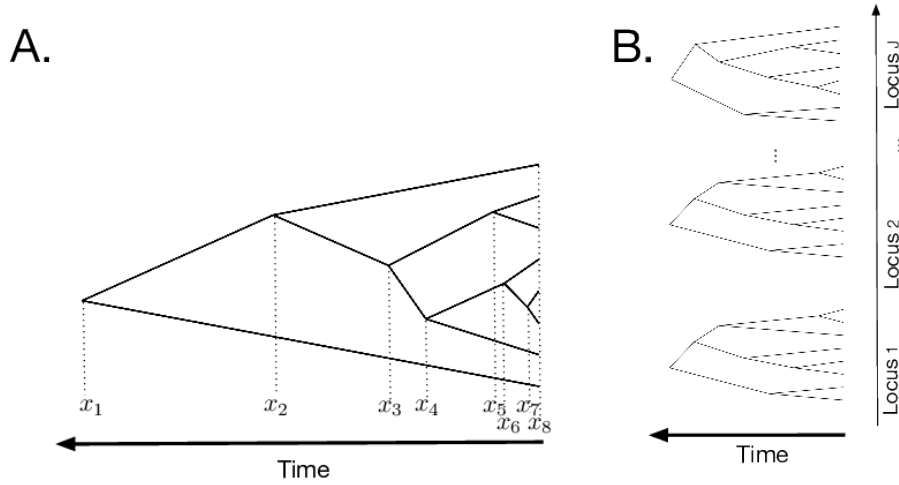 A.
x₁
x₂
x₃
x₄
x₅
x₆
x₇
x₈
Time
B.
Locus J
...
Locus 2
Locus 1
...
Time